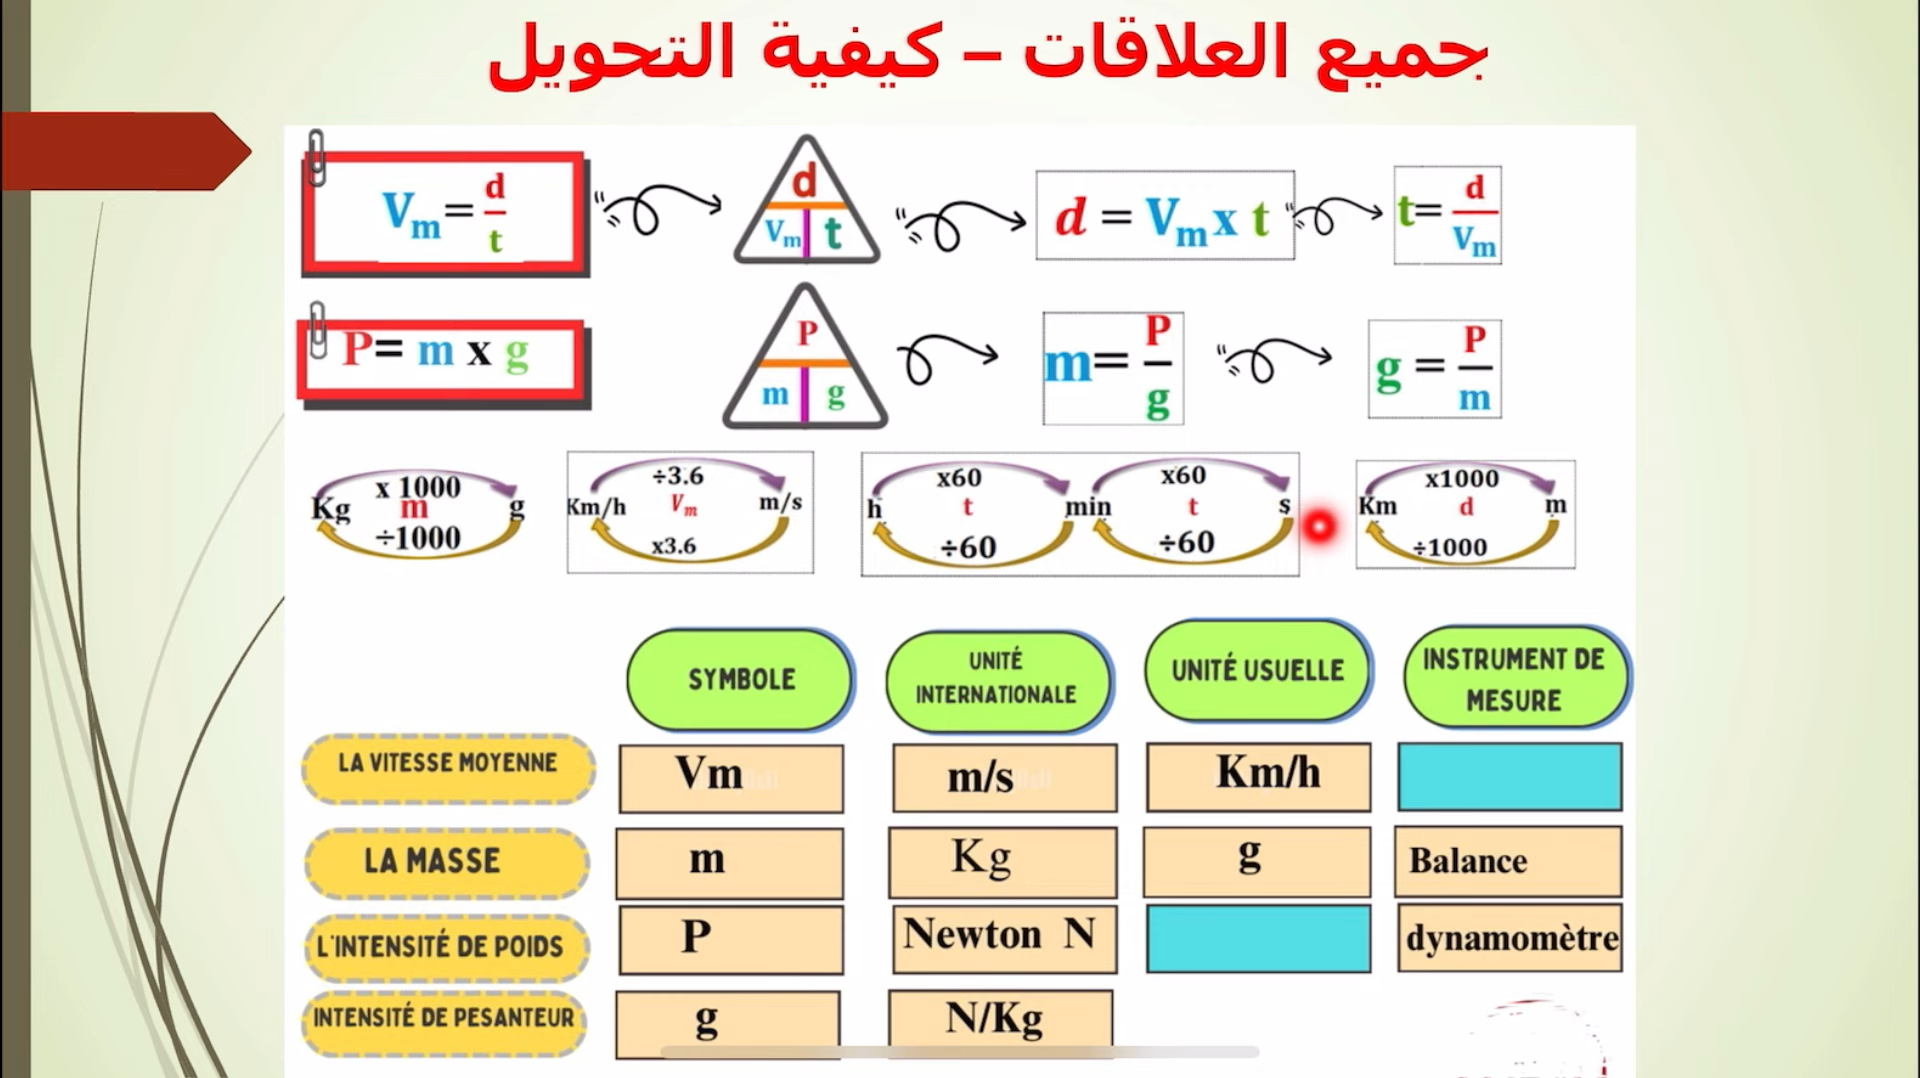 جميع العلاقات – كيفية التحويل
Vm = d/t
d
Vm t
d = Vm x t
t= d/Vm
P= m x g
P
m g
m= P/g
g = P/m
x 1000
Kg m g
÷1000
÷3.6
Km/h Vm m/s
x3.6
x60
h t min
÷60
x60
t s
÷60
x1000
Km d m
÷1000
SYMBOLE
UNITÉ
INTERNATIONALE
UNITÉ USUELLE
INSTRUMENT DE
MESURE
LA VITESSE MOYENNE
Vm
m/s
Km/h
LA MASSE
m
Kg
g
Balance
L'INTENSITÉ DE POIDS
P
Newton N
dynamomètre
INTENSITÉ DE PESANTEUR
g
N/Kg